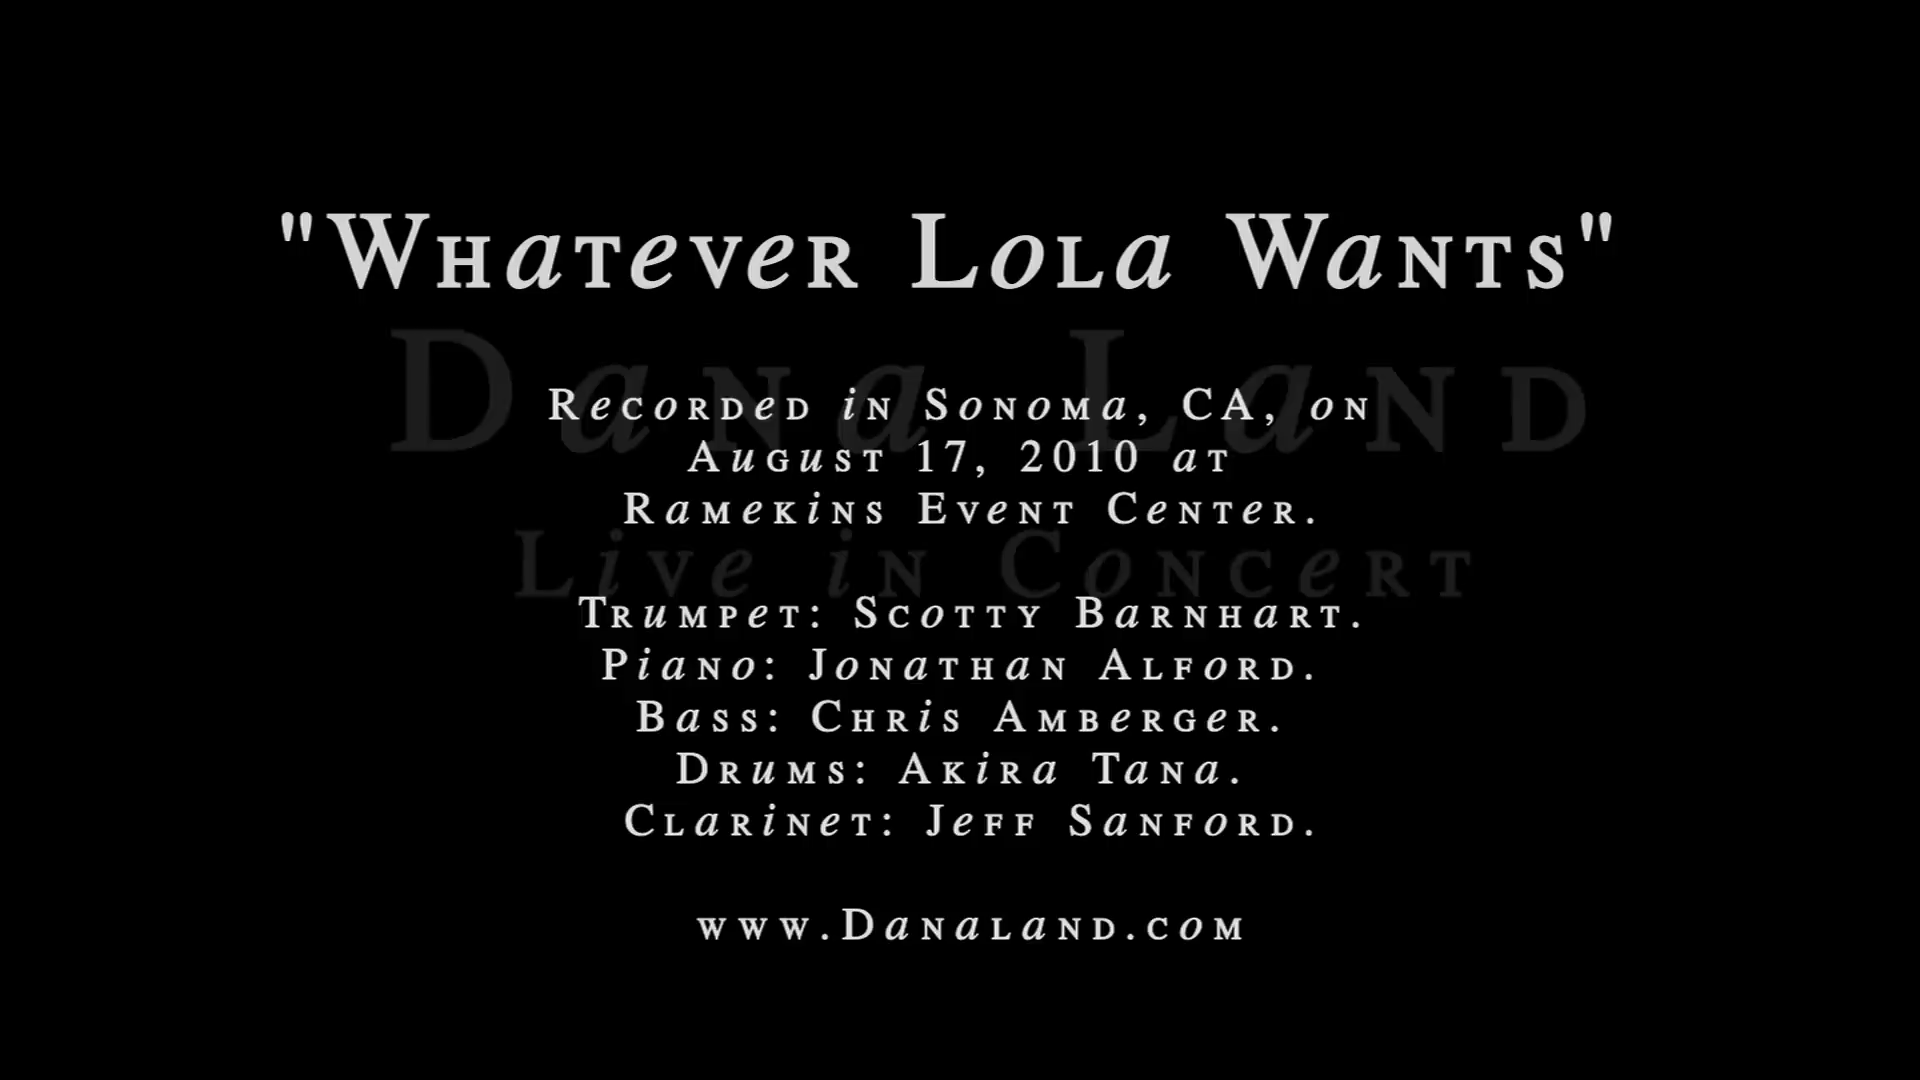 "Whatever Lola Wants"
Dana Land
Recorded in Sonoma, CA, on
August 17, 2010 at
Ramekins Event Center.
Live in Concert
Trumpet: Scotty Barnhart.
Piano: Jonathan Alford.
Bass: Chris Amberger.
Drums: Akira Tana.
Clarinet: Jeff Sanford.
www.Danaland.com